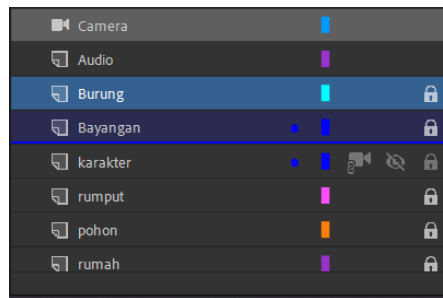 Camera
Audio
Burung
Bayangan
karakter
rumput
pohon
rumah